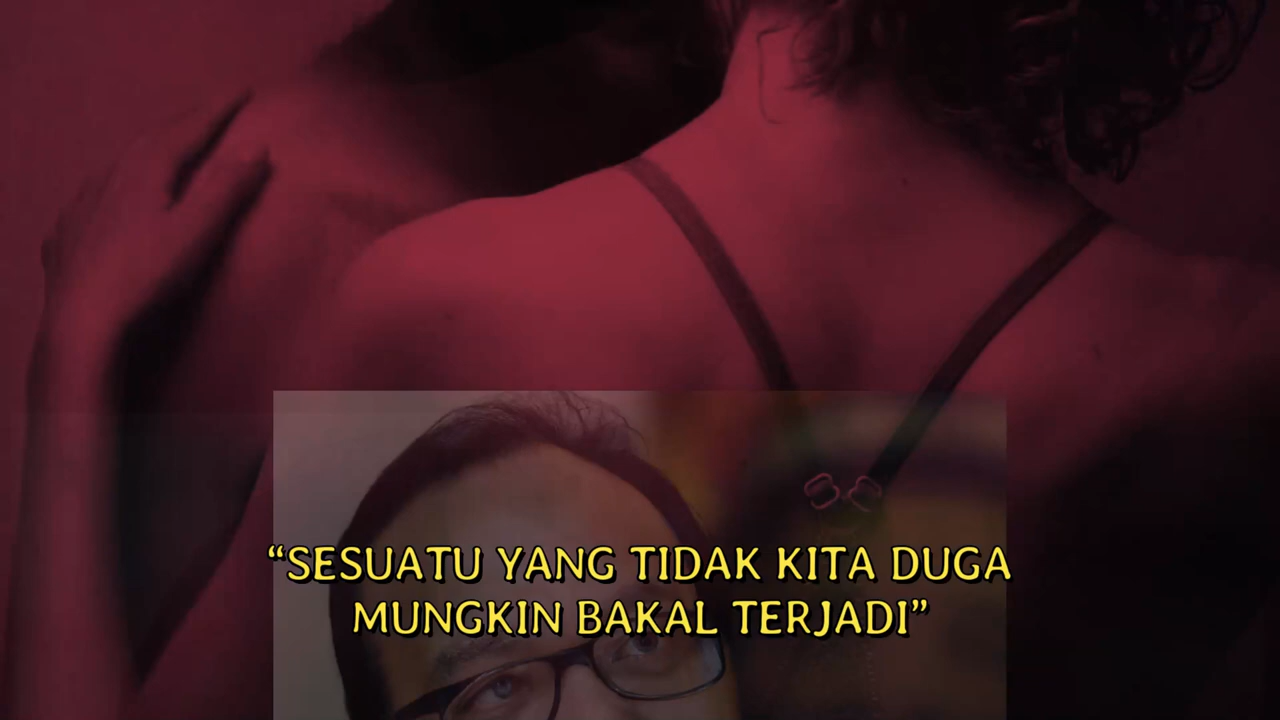 “SESUATU YANG TIDAK KITA DUGA
MUNGKIN BAKAL TERJADI”